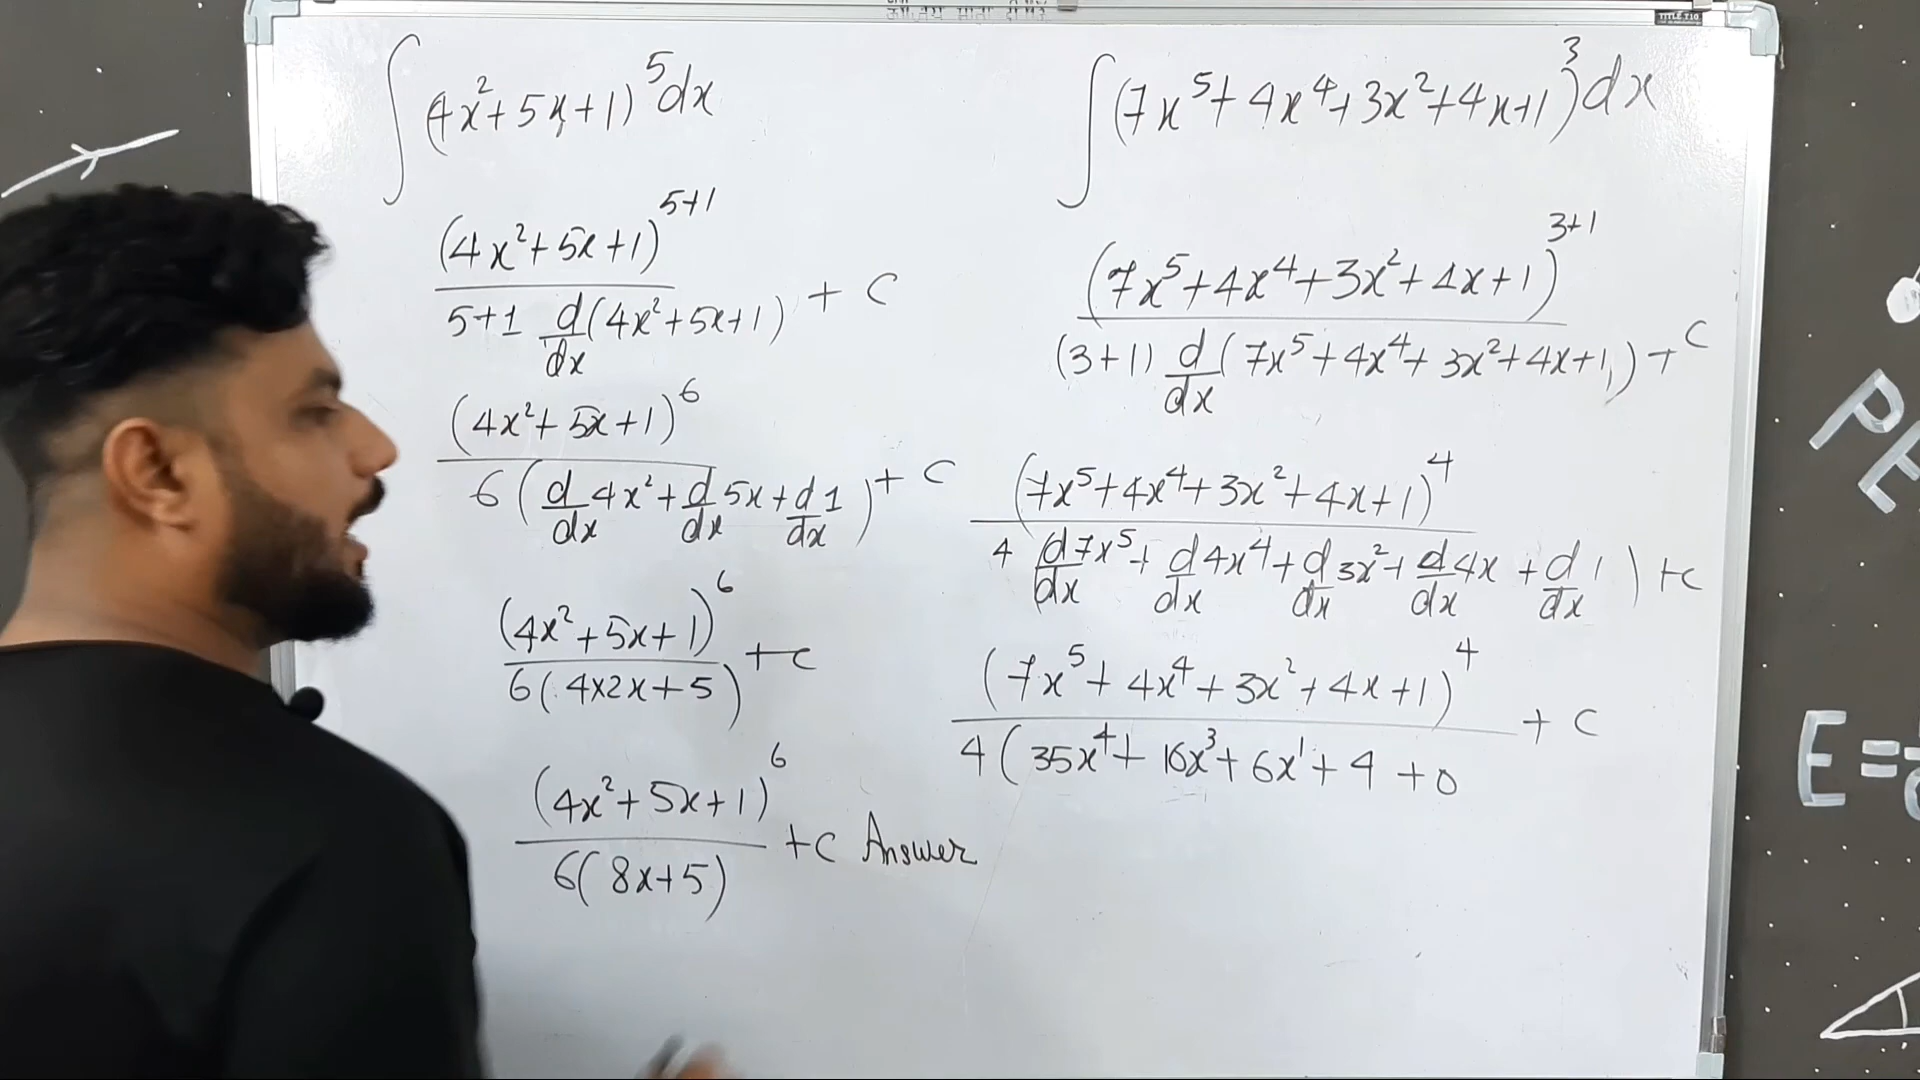 TITLE T10
∫(4x²+5x+1)⁵dx
(4x²+5x+1)⁵⁺¹
5+1 d/dx(4x²+5x+1) + C
(4x²+5x+1)⁶
6(d/dx 4x²+d/dx 5x+d/dx 1)+C
(4x²+5x+1)⁶
6(4×2x+5) +C
(4x²+5x+1)⁶
6(8x+5) +C Answer
∫(7x⁵+4x⁴+3x²+4x+1)³dx
(7x⁵+4x⁴+3x²+4x+1)³⁺¹
(3+1) d/dx(7x⁵+4x⁴+3x²+4x+1)+C
(7x⁵+4x⁴+3x²+4x+1)⁴
4 d/dx 7x⁵+d/dx 4x⁴+d/dx 3x²+d/dx 4x+d/dx 1)+C
(7x⁵+4x⁴+3x²+4x+1)⁴
4(35x⁴+16x³+6x¹+4+0 + C
PE
E=